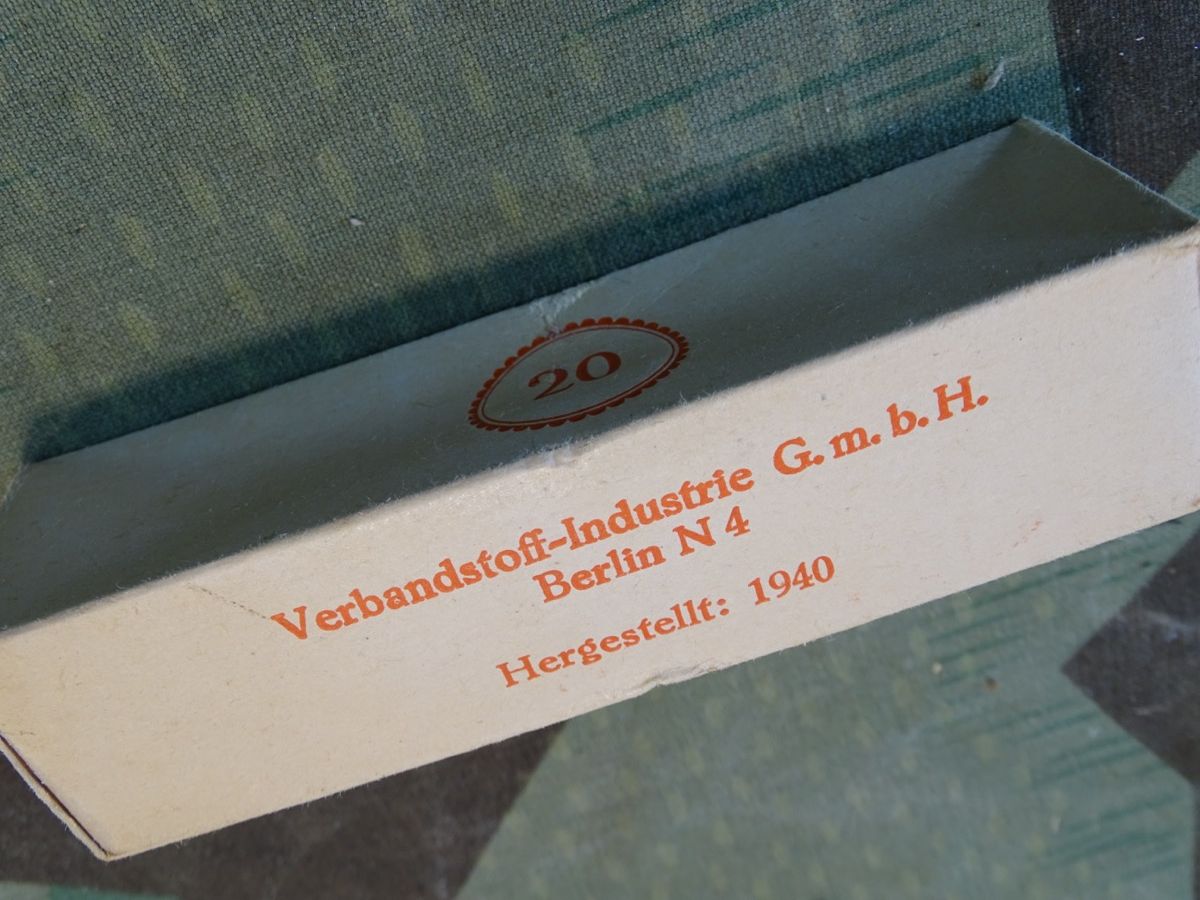 20
Verbandstoff-Industrie G. m. b. H.
Berlin N 4
Hergestellt: 1940